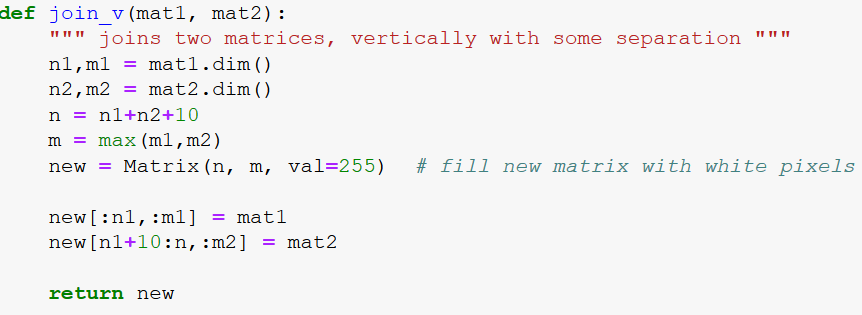 def join_v(mat1, mat2):
    """ joins two matrices, vertically with some separation """
    n1,m1 = mat1.dim()
    n2,m2 = mat2.dim()
    n = n1+n2+10
    m = max(m1,m2)
    new = Matrix(n, m, val=255)  # fill new matrix with white pixels

    new[:n1,:m1] = mat1
    new[n1+10:n,:m2] = mat2

    return new